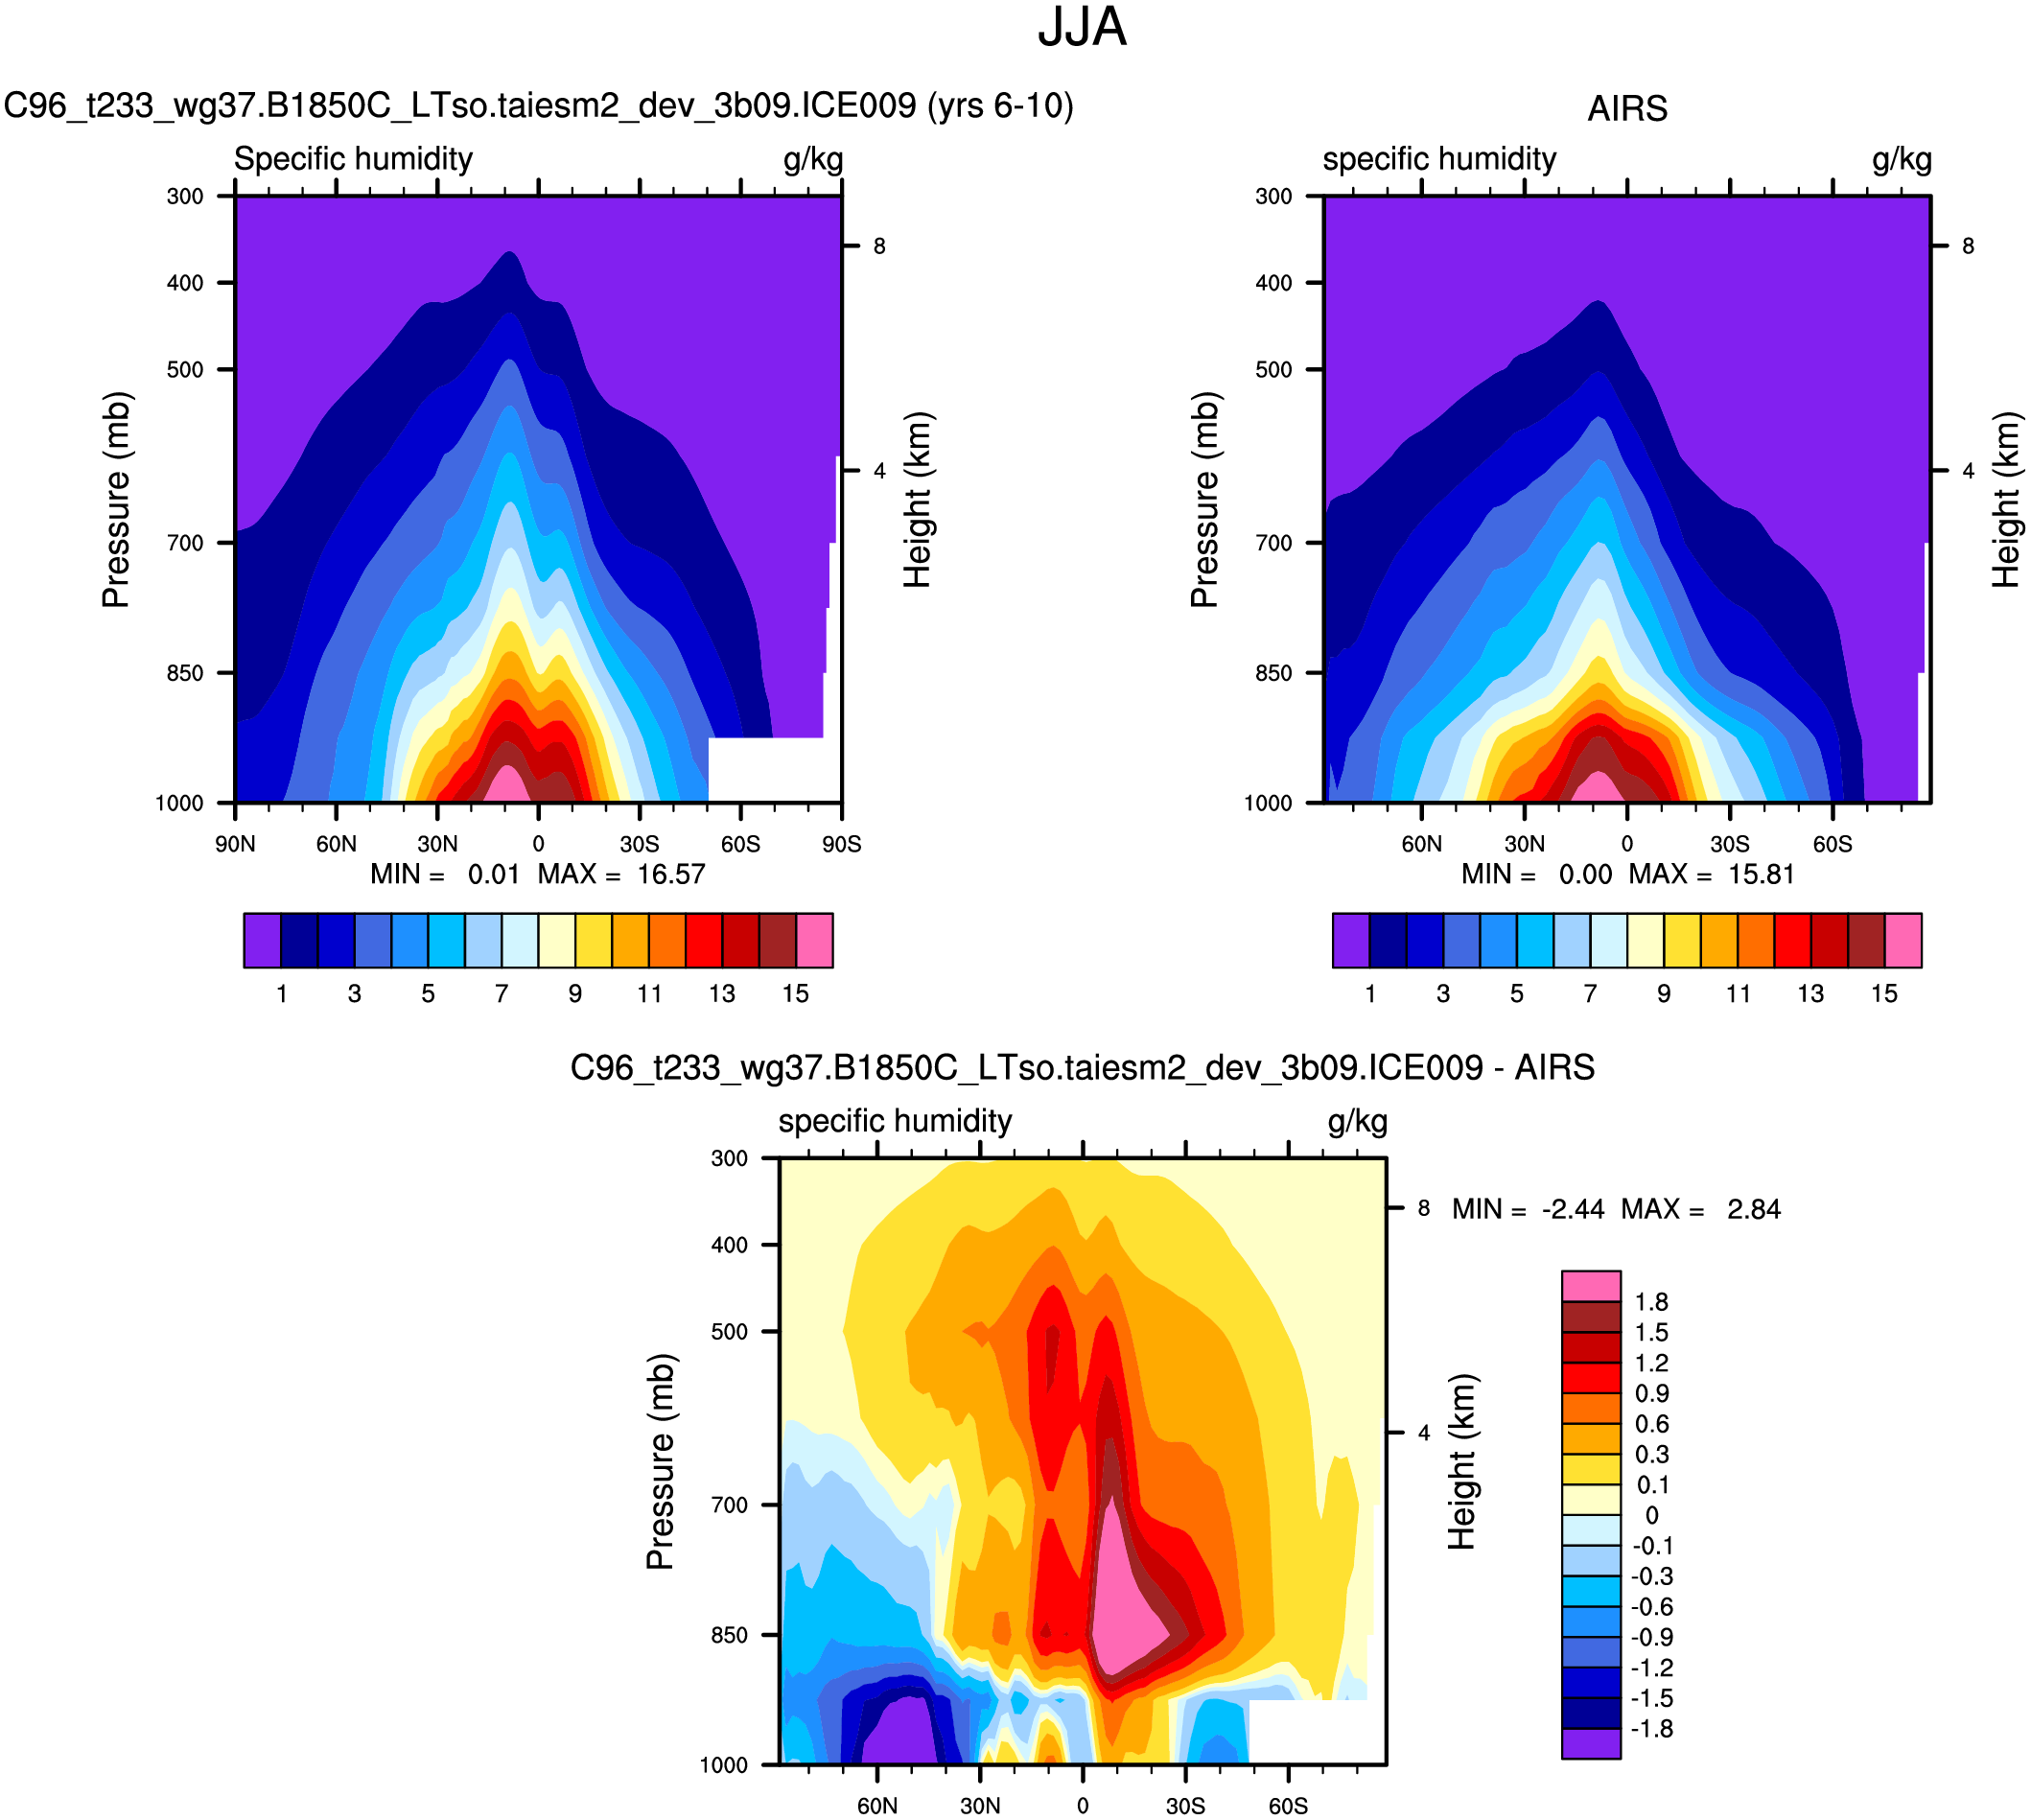 JJA
C96_t233_wg37.B1850C_LTso.taiesm2_dev_3b09.ICE009 (yrs 6-10)
Specific humidity g/kg
300
400
500
700
850
1000
Pressure (mb)
8
4
Height (km)
90N 60N 30N 0 30S 60S 90S
MIN = 0.01 MAX = 16.57
1 3 5 7 9 11 13 15
AIRS
specific humidity g/kg
300
400
500
700
850
1000
Pressure (mb)
8
4
Height (km)
60N 30N 0 30S 60S
MIN = 0.00 MAX = 15.81
1 3 5 7 9 11 13 15
C96_t233_wg37.B1850C_LTso.taiesm2_dev_3b09.ICE009 - AIRS
specific humidity g/kg
300
400
500
700
850
1000
Pressure (mb)
8
4
Height (km)
60N 30N 0 30S 60S
MIN = -2.44 MAX = 2.84
1.8
1.5
1.2
0.9
0.6
0.3
0.1
0
-0.1
-0.3
-0.6
-0.9
-1.2
-1.5
-1.8